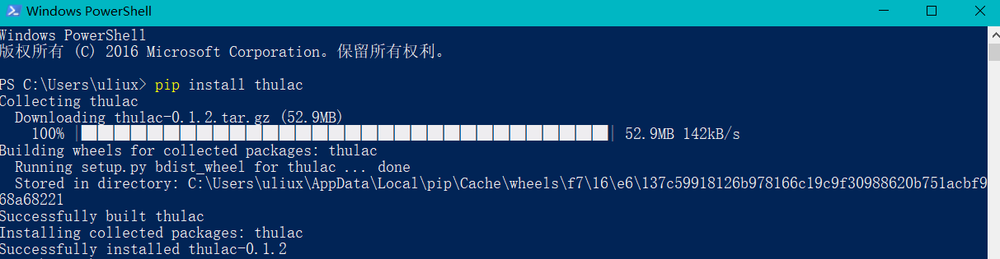 Windows PowerShell
Windows PowerShell
版权所有 (C) 2016 Microsoft Corporation。保留所有权利。
PS C:\Users\uliux> pip install thulac
Collecting thulac
Downloading thulac-0.1.2.tar.gz (52.9MB)
100% |████████████████████████████████| 52.9MB 142kB/s
Building wheels for collected packages: thulac
Running setup.py bdist_wheel for thulac ... done
Stored in directory: C:\Users\uliux\AppData\Local\pip\Cache\wheels\f7\16\e6\137c59918126b978166c19c9f30988620b751acbf9
68a68221
Successfully built thulac
Installing collected packages: thulac
Successfully installed thulac-0.1.2